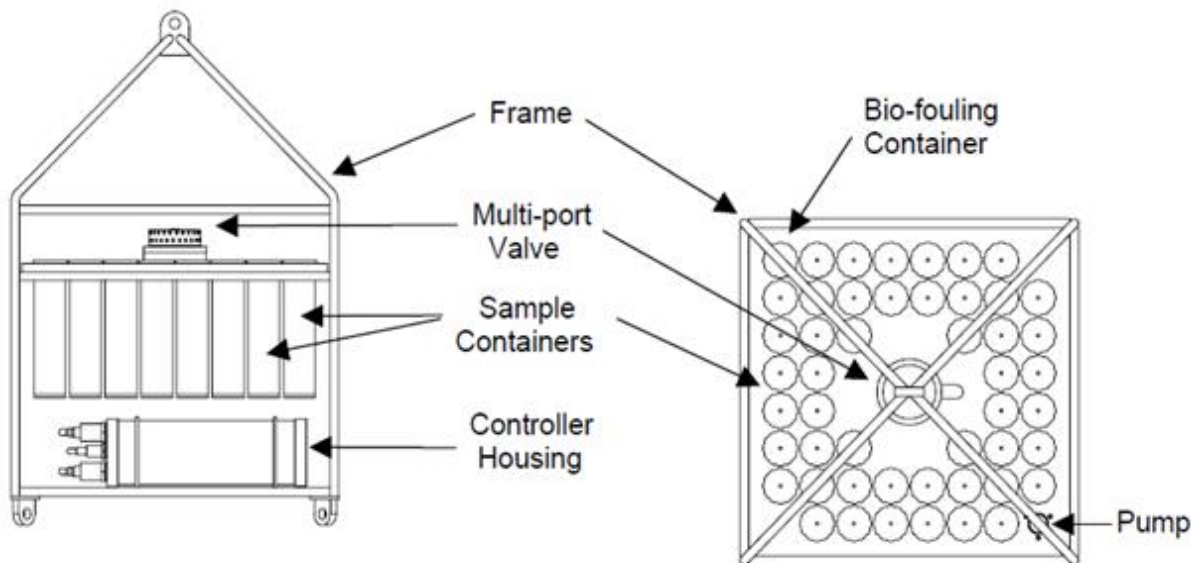 Frame
Bio-fouling
Container
Multi-port
Valve
Sample
Containers
Controller
Housing
Pump